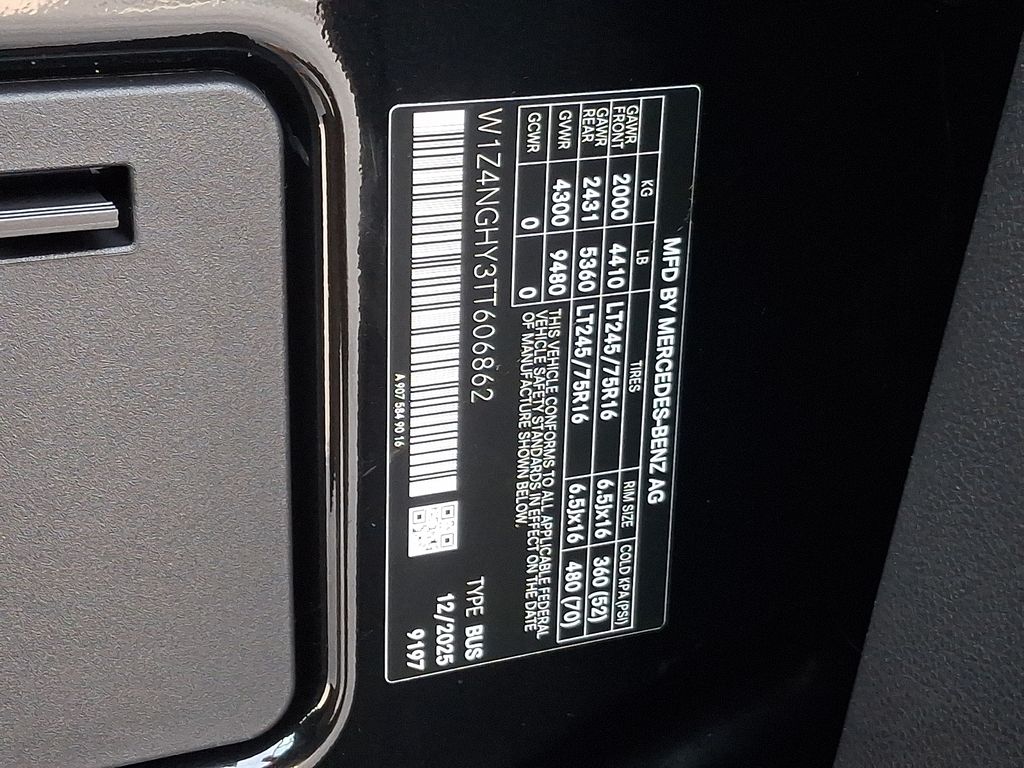 MFD BY MERCEDES-BENZ AG
KG LB TIRES RIM SIZE COLD KPA (PSI)
GAWR FRONT 2000 4410 LT245/75R16 6.5Jx16 360 (52)
GAWR REAR 2431 5360 LT245/75R16 6.5Jx16 480 (70)
GVWR 4300 9480
GCWR 0 0
THIS VEHICLE CONFORMS TO ALL APPLICABLE FEDERAL
VEHICLE SAFETY STANDARDS IN EFFECT ON THE DATE
OF MANUFACTURE SHOWN BELOW.
W1Z4NGHY3TT606862
TYPE BUS
12/2025
9197
A 907 584 90 16